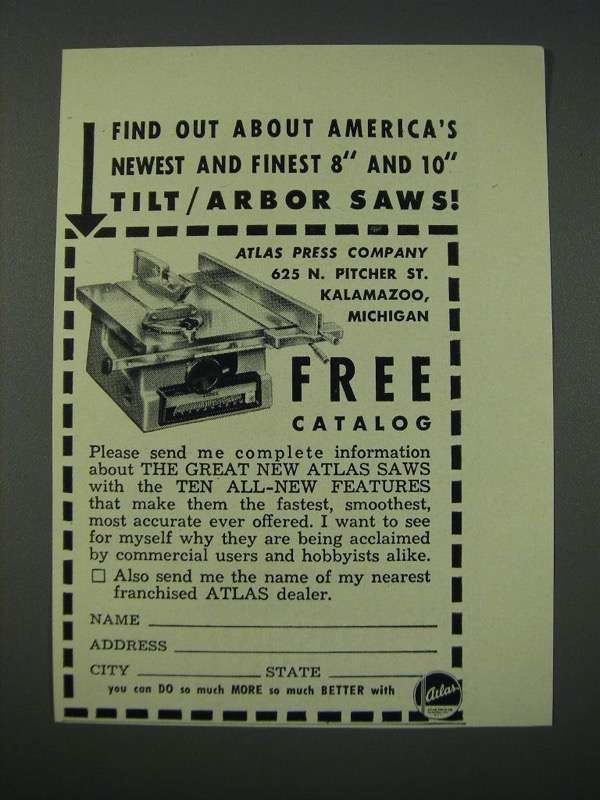 FIND OUT ABOUT AMERICA'S
NEWEST AND FINEST 8" AND 10"
TILT/ARBOR SAWS!
ATLAS PRESS COMPANY
625 N. PITCHER ST.
KALAMAZOO,
MICHIGAN
FREE
CATALOG
Please send me complete information
about THE GREAT NEW ATLAS SAWS
with the TEN ALL-NEW FEATURES
that make them the fastest, smoothest,
most accurate ever offered. I want to see
for myself why they are being acclaimed
by commercial users and hobbyists alike.
Also send me the name of my nearest
franchised ATLAS dealer.
NAME
ADDRESS
CITY STATE
you can DO so much MORE so much BETTER with
Atlas